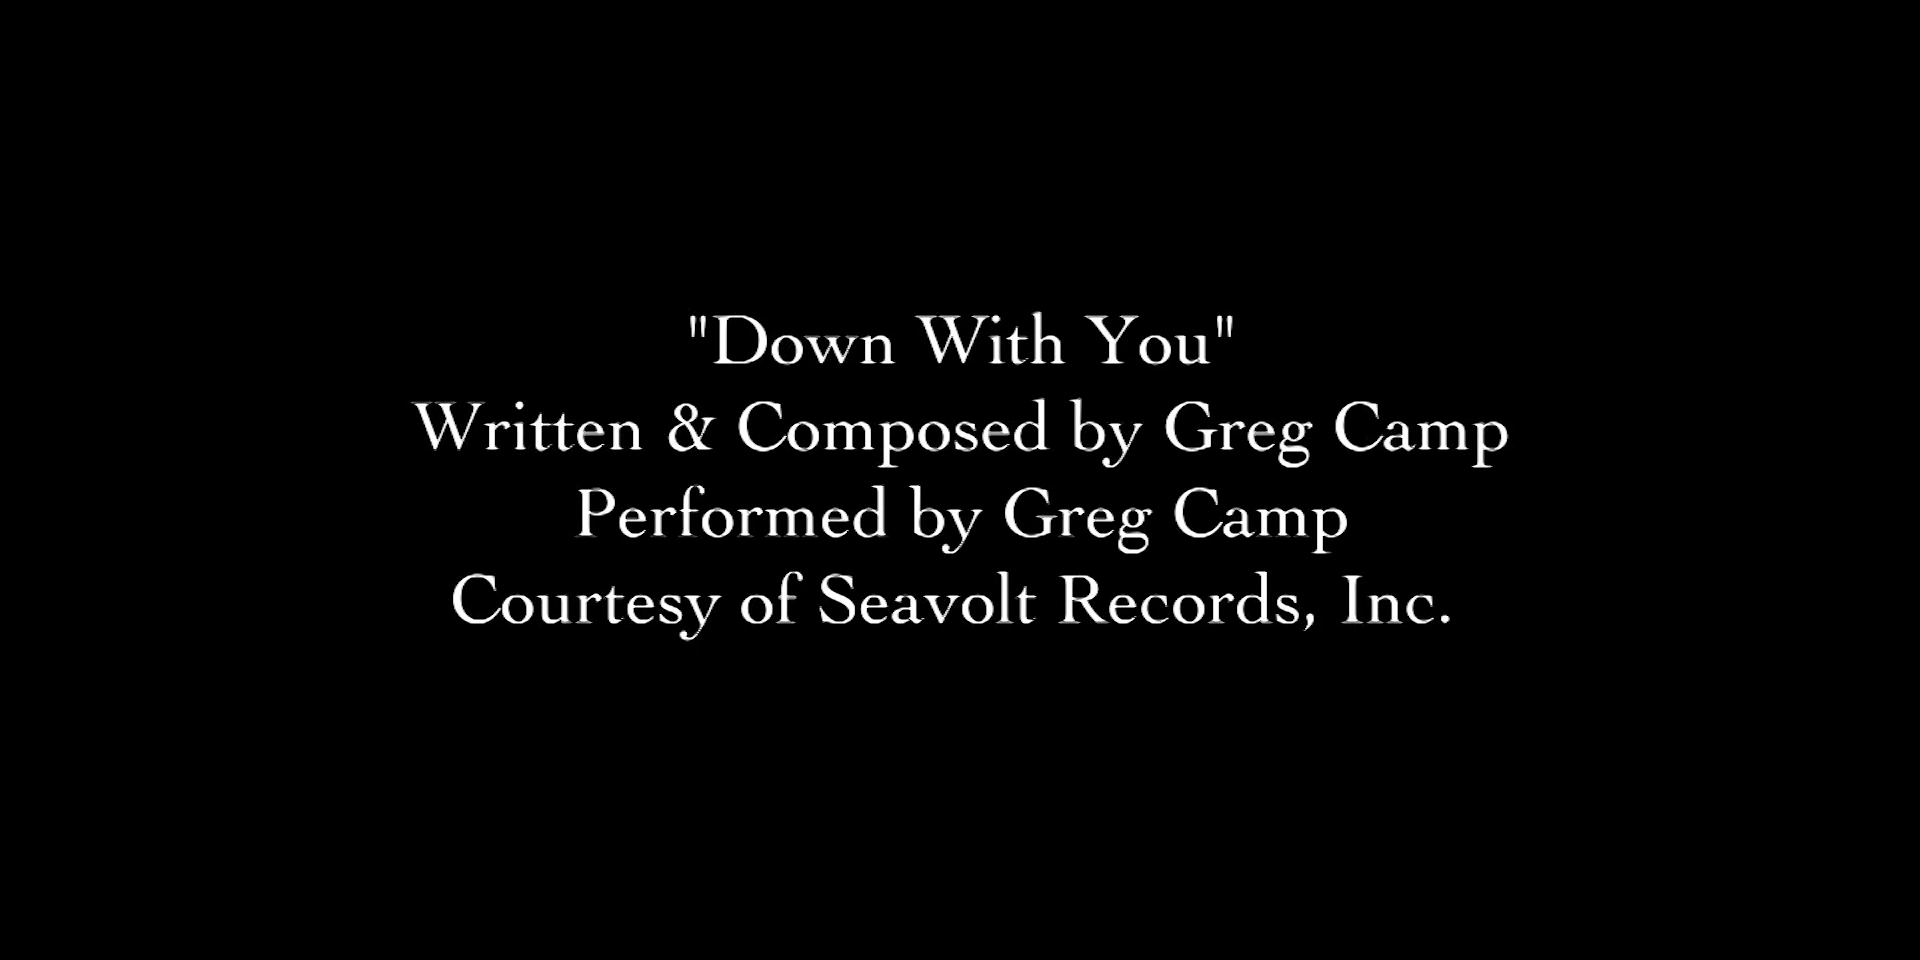 "Down With You"
Written & Composed by Greg Camp
Performed by Greg Camp
Courtesy of Seavolt Records, Inc.